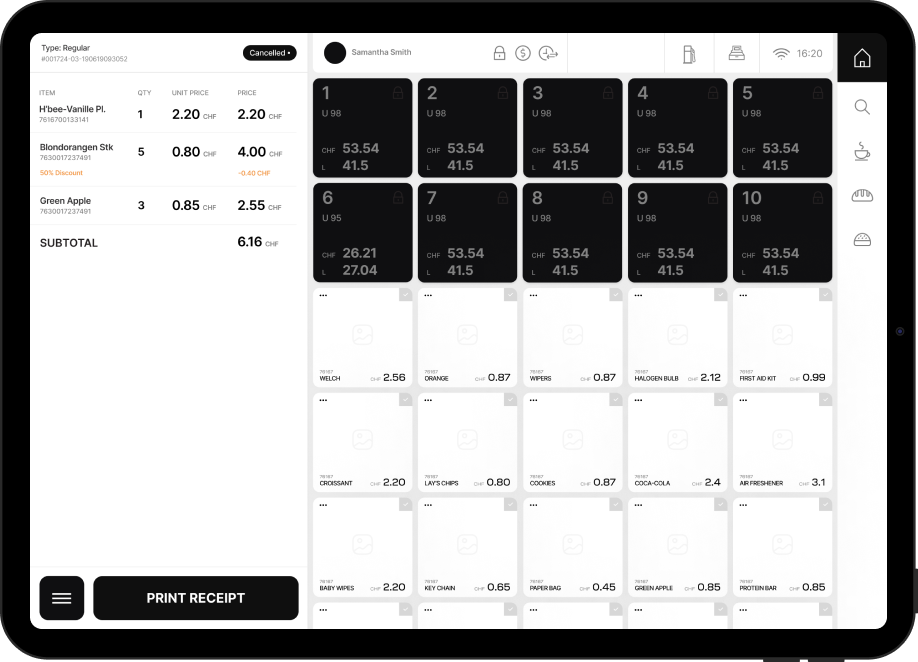 Type: Regular
#001724-03-190619093052
Cancelled •
ITEM QTY UNIT PRICE PRICE
H'bee-Vanille Pl. 1 2.20 CHF 2.20 CHF
7616700133141
Blondorangen Stk 5 0.80 CHF 4.00 CHF
7630017237491
50% Discount -0.40 CHF
Green Apple 3 0.85 CHF 2.55 CHF
7630017237491
SUBTOTAL 6.16 CHF
PRINT RECEIPT
Samantha Smith
16:20
1 2 3 4 5
U 98 U 98 U 98 U 98 U 98
CHF 53.54 CHF 53.54 CHF 53.54 CHF 53.54 CHF 53.54
L 41.5 L 41.5 L 41.5 L 41.5 L 41.5
6 7 8 9 10
U 95 U 98 U 98 U 98 U 98
CHF 26.21 CHF 53.54 CHF 53.54 CHF 53.54 CHF 53.54
L 27.04 L 41.5 L 41.5 L 41.5 L 41.5
76167 76167 76167 76167 76167
WELCH CHF 2.56 ORANGE CHF 0.87 WIPERS CHF 0.87 HALOGEN BULB CHF 2.12 FIRST AID KIT CHF 0.99
76167 76167 76167 76167 76167
CROISSANT CHF 2.20 LAY'S CHIPS CHF 0.80 COOKIES CHF 0.87 COCA-COLA CHF 2.4 AIR FRESHENER CHF 3.1
76167 76167 76167 76167 76167
BABY WIPES CHF 2.20 KEY CHAIN CHF 0.65 PAPER BAG CHF 0.45 GREEN APPLE CHF 0.85 PROTEIN BAR CHF 0.85